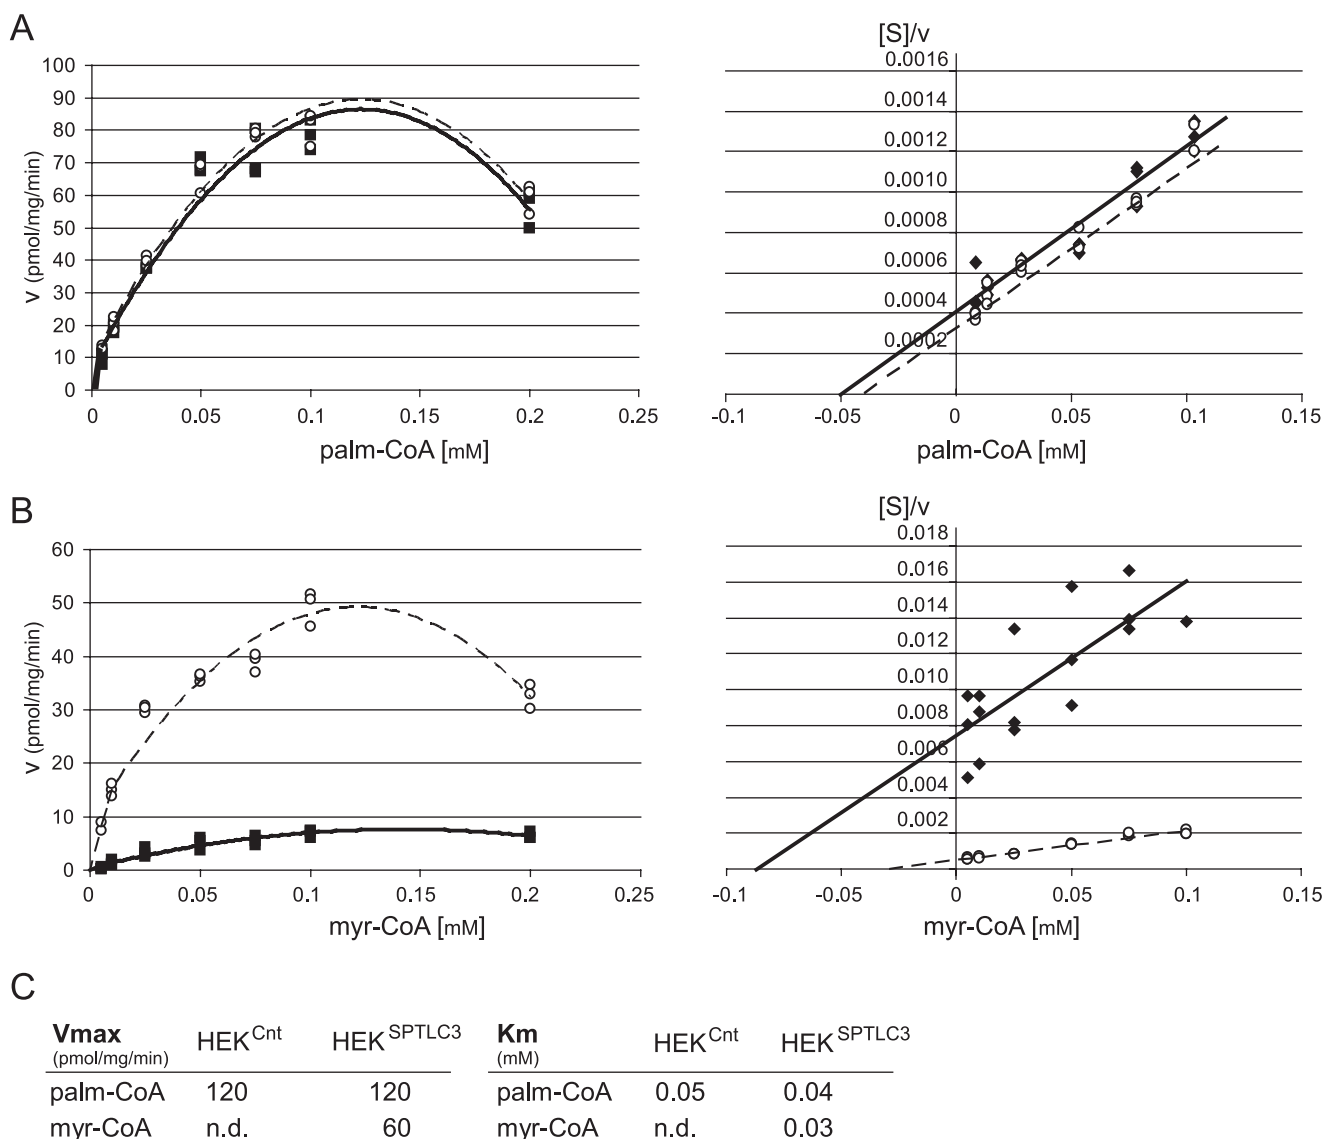 A
v (pmol/mg/min)
100
90
80
70
60
50
40
30
20
10
0
0 0.05 0.1 0.15 0.2 0.25
palm-CoA [mM]
[S]/v
0.0016
0.0014
0.0012
0.0010
0.0008
0.0006
0.0004
0.0002
-0.1 -0.05 0 0.05 0.1 0.15
palm-CoA [mM]
B
v (pmol/mg/min)
60
50
40
30
20
10
0
0 0.05 0.1 0.15 0.2 0.25
myr-CoA [mM]
[S]/v
0.018
0.016
0.014
0.012
0.010
0.008
0.006
0.004
0.002
-0.1 -0.05 0 0.05 0.1 0.15
myr-CoA [mM]
C
Vmax HEK^Cnt HEK^SPTLC3 Km HEK^Cnt HEK^SPTLC3
(pmol/mg/min) (mM)
palm-CoA 120 120 palm-CoA 0.05 0.04
myr-CoA n.d. 60 myr-CoA n.d. 0.03